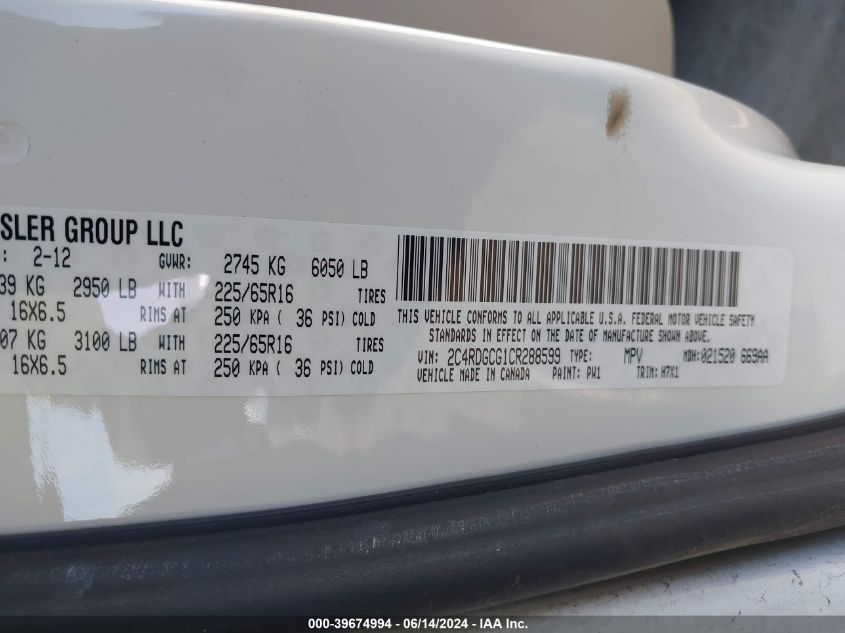 SLER GROUP LLC
: 2-12 GVWR: 2745 KG 6050 LB
39 KG 2950 LB WITH 225/65R16 TIRES
16X6.5 RIMS AT 250 KPA ( 36 PSI) COLD
07 KG 3100 LB WITH 225/65R16 TIRES
16X6.5 RIMS AT 250 KPA ( 36 PSI) COLD
THIS VEHICLE CONFORMS TO ALL APPLICABLE U.S.A. FEDERAL MOTOR VEHICLE SAFETY
STANDARDS IN EFFECT ON THE DATE OF MANUFACTURE SHOWN ABOVE.
VIN: 2C4RDGCG1CR288599 TYPE: MPV MDH:021520 669AA
VEHICLE MADE IN CANADA PAINT: PW1 TRIM: H7X1
000-39674994 - 06/14/2024 - IAA Inc.